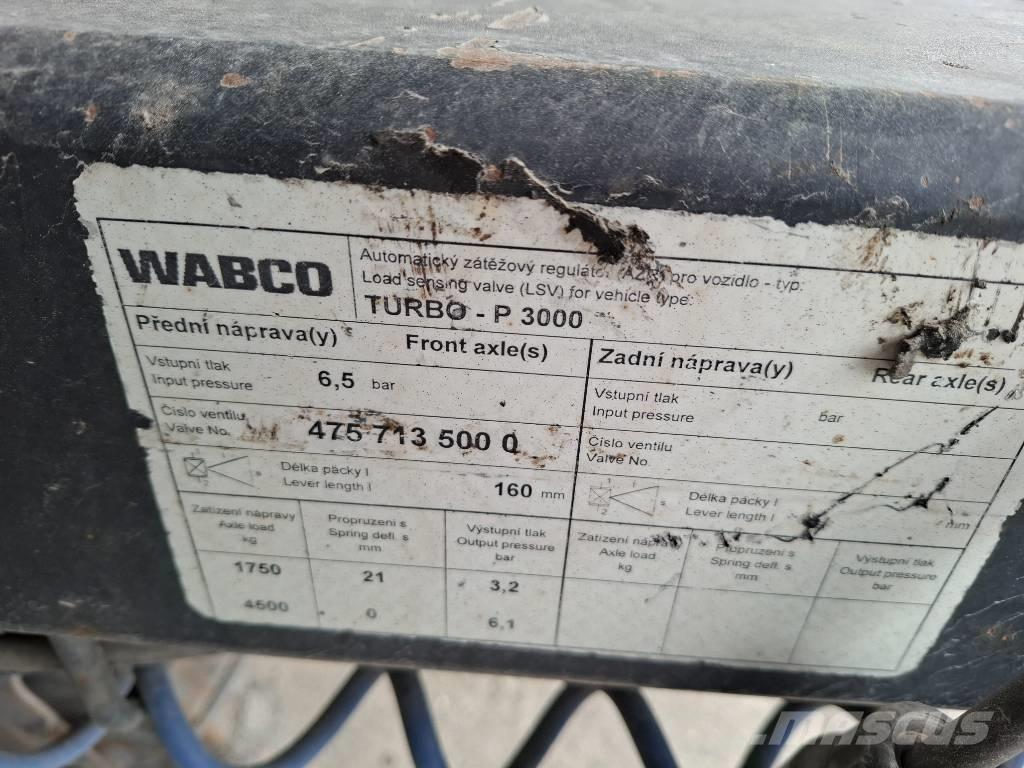 WABCO
Automatický zátěžový regulátor (AZR) pro vozidlo - typ:
Load sensing valve (LSV) for vehicle type:
TURBO - P 3000
Přední náprava(y) Front axle(s)
Vstupní tlak
Input pressure 6,5 bar
Číslo ventilu
Valve No. 475 713 500 0
Délka páčky l
Lever length l 160 mm
Zatížení nápravy
Axle load
kg
Propružení s
Spring defl. s
mm
Výstupní tlak
Output pressure
bar
1750 21 3,2
4500 0 6,1
Zadní náprava(y) Rear axle(s)
Vstupní tlak
Input pressure bar
Číslo ventilu
Valve No.
Délka páčky l
Lever length l mm
Zatížení nápravy
Axle load
kg
Propružení s
Spring defl. s
mm
Výstupní tlak
Output pressure
bar
mascus